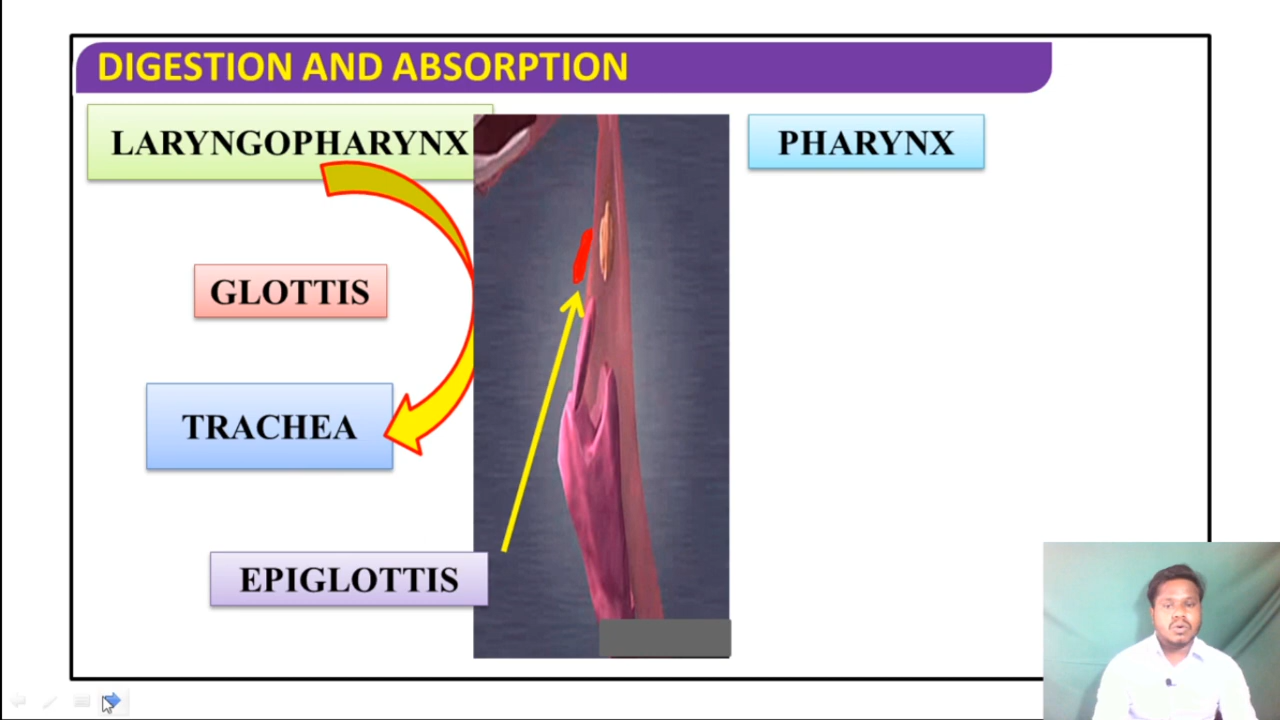 DIGESTION AND ABSORPTION
LARYNGOPHARYNX
PHARYNX
GLOTTIS
TRACHEA
EPIGLOTTIS